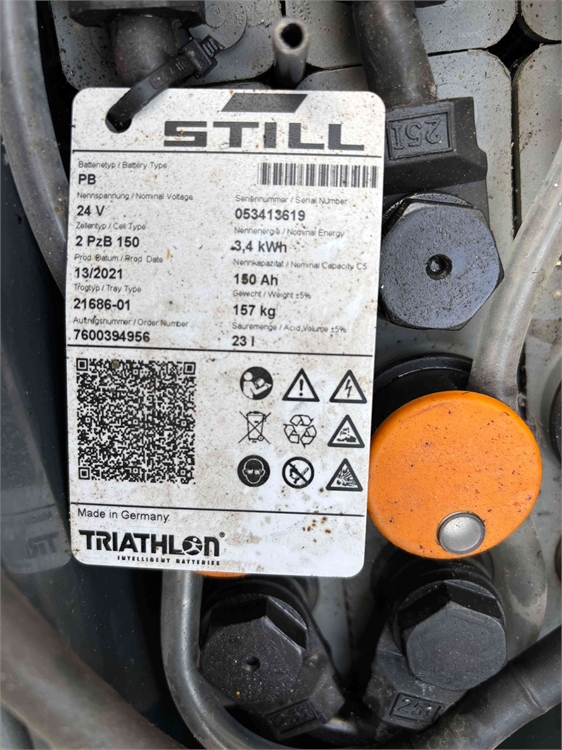 STILL
Batterietyp / Battery Type
PB
Nennspannung / Nominal Voltage
24 V
Zellentyp / Cell Type
2 PzB 150
Prod. Datum / Prod. Date
13/2021
Trogtyp / Tray Type
21686-01
Auftragsnummer / Order Number
7600394956
Seriennummer / Serial Number
053413619
Nennenergie / Nominal Energy
3,4 kWh
Nennkapazität / Nominal Capacity C5
150 Ah
Gewicht / Weight ±5%
157 kg
Säuremenge / Acid Volume ±5%
23 l
Made in Germany
TRIATHLON
INTELLIGENT BATTERIES
251
251